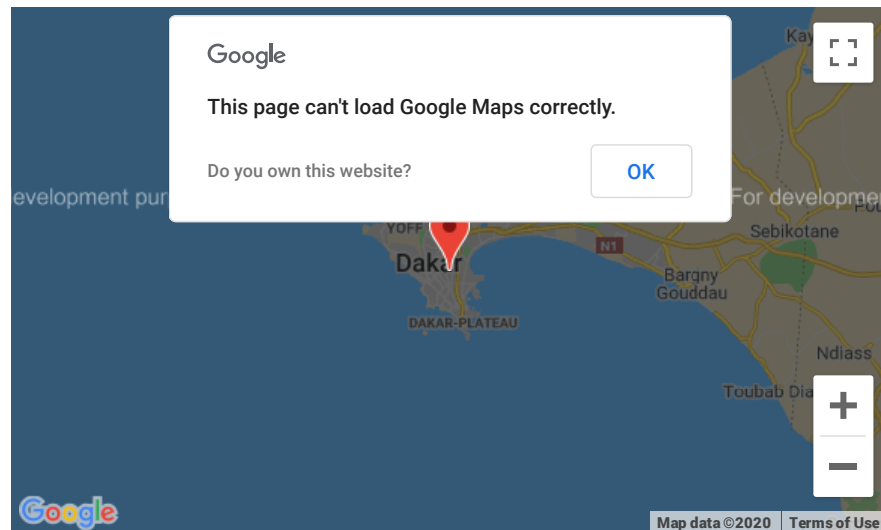 Google
This page can't load Google Maps correctly.
Do you own this website?
OK
Kay
evelopment pur
For developme
YOFF
Sebikotane
N1
Dakar
Bargny
Gouddau
DAKAR-PLATEAU
Ndiass
Toubab Dia
Google
Map data ©2020
Terms of Use